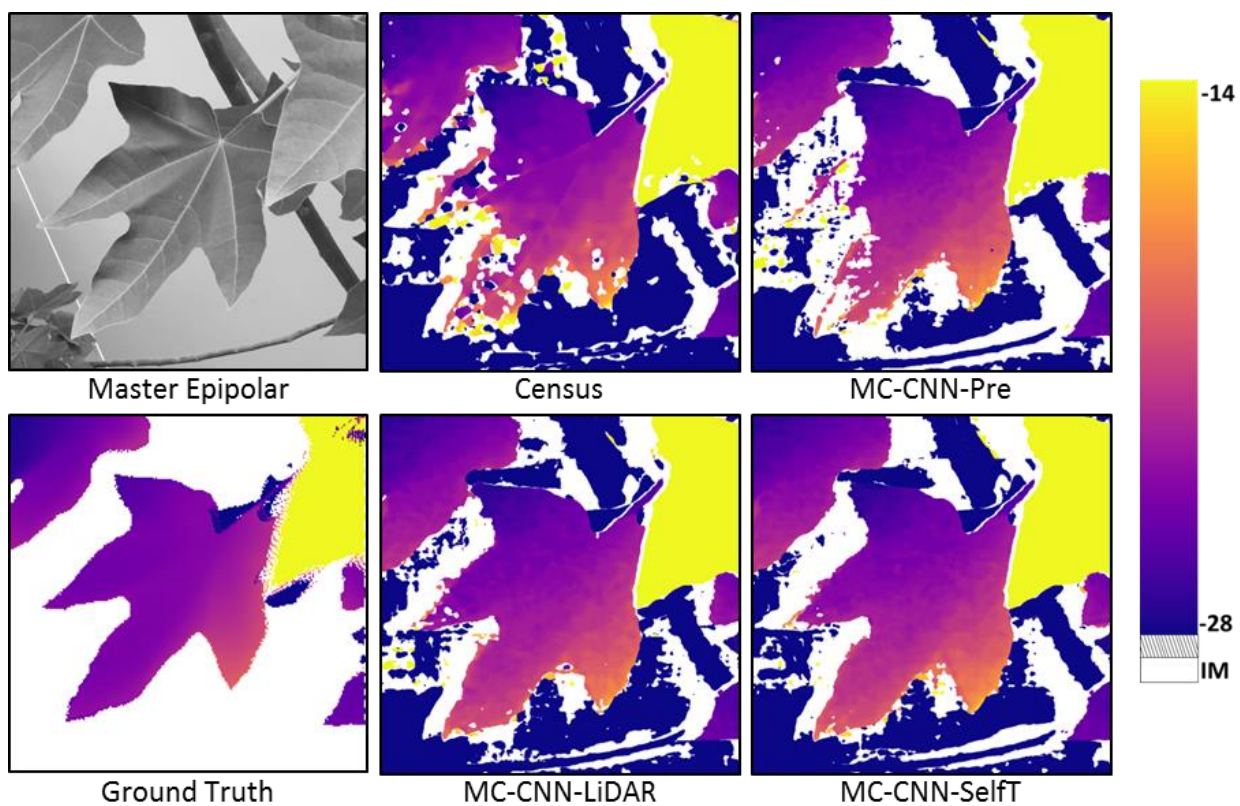 Master Epipolar
Census
MC-CNN-Pre
Ground Truth
MC-CNN-LiDAR
MC-CNN-SelfT
-14
-28
IM